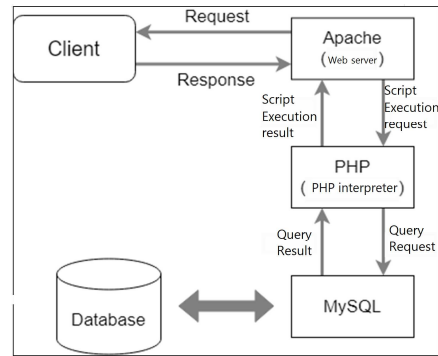 Request
Client
Apache
(Web server)
Response
Script
Execution
result
Script
Execution
request
PHP
( PHP interpreter)
Query
Result
Query
Request
Database
MySQL